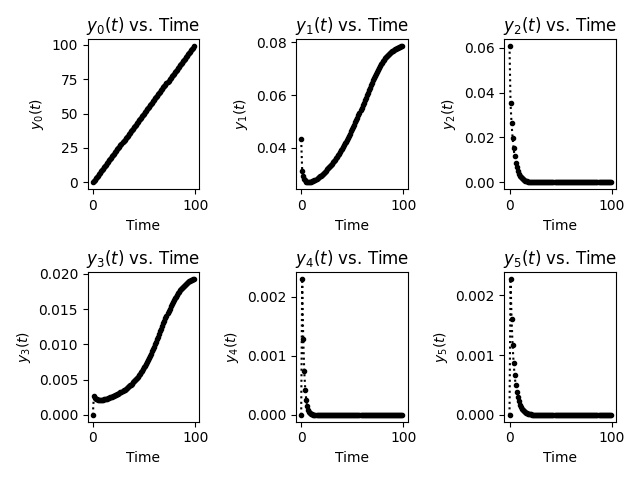 y₀(t) vs. Time
100
75
50
25
0
y₀(t)
0
100
Time
y₁(t) vs. Time
0.08
0.06
0.04
y₁(t)
0
100
Time
y₂(t) vs. Time
0.06
0.04
0.02
0.00
y₂(t)
0
100
Time
y₃(t) vs. Time
0.020
0.015
0.010
0.005
0.000
y₃(t)
0
100
Time
y₄(t) vs. Time
0.002
0.001
0.000
y₄(t)
0
100
Time
y₅(t) vs. Time
0.002
0.001
0.000
y₅(t)
0
100
Time